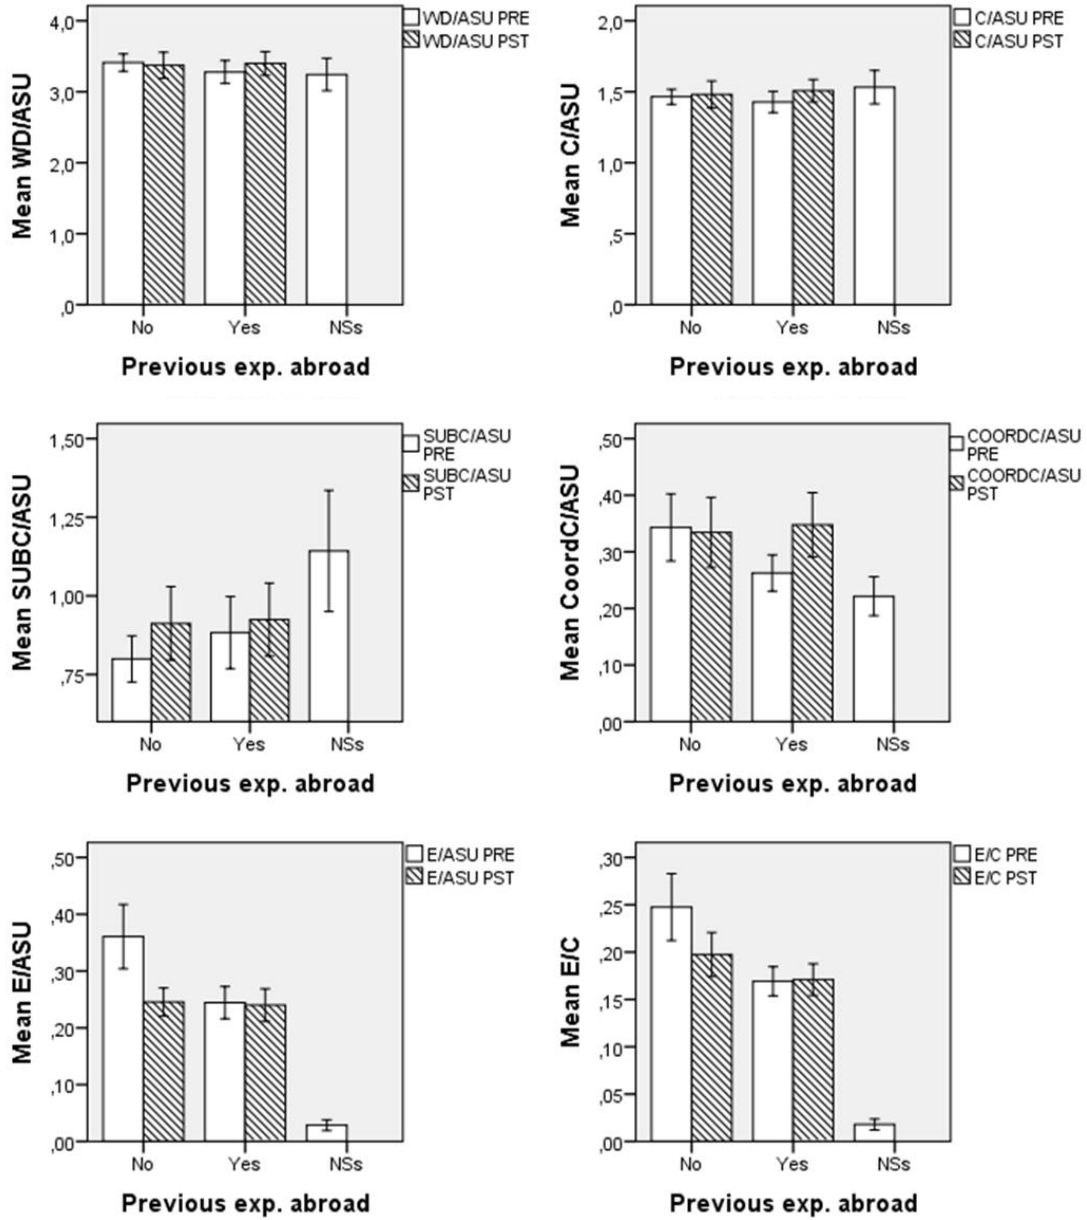 4,0
3,0
2,0
1,0
,0
Mean WD/ASU
WD/ASU PRE
WD/ASU PST
No
Yes
NSs
Previous exp. abroad
2,0
1,5
1,0
,5
,0
Mean C/ASU
C/ASU PRE
C/ASU PST
No
Yes
NSs
Previous exp. abroad
1,50
1,25
1,00
,75
Mean SUBC/ASU
SUBC/ASU
PRE
SUBC/ASU
PST
No
Yes
NSs
Previous exp. abroad
,50
,40
,30
,20
,10
,00
Mean CoordC/ASU
COORDC/ASU
PRE
COORDC/ASU
PST
No
Yes
NSs
Previous exp. abroad
,50
,40
,30
,20
,10
,00
Mean E/ASU
E/ASU PRE
E/ASU PST
No
Yes
NSs
Previous exp. abroad
,30
,25
,20
,15
,10
,05
,00
Mean E/C
E/C PRE
E/C PST
No
Yes
NSs
Previous exp. abroad